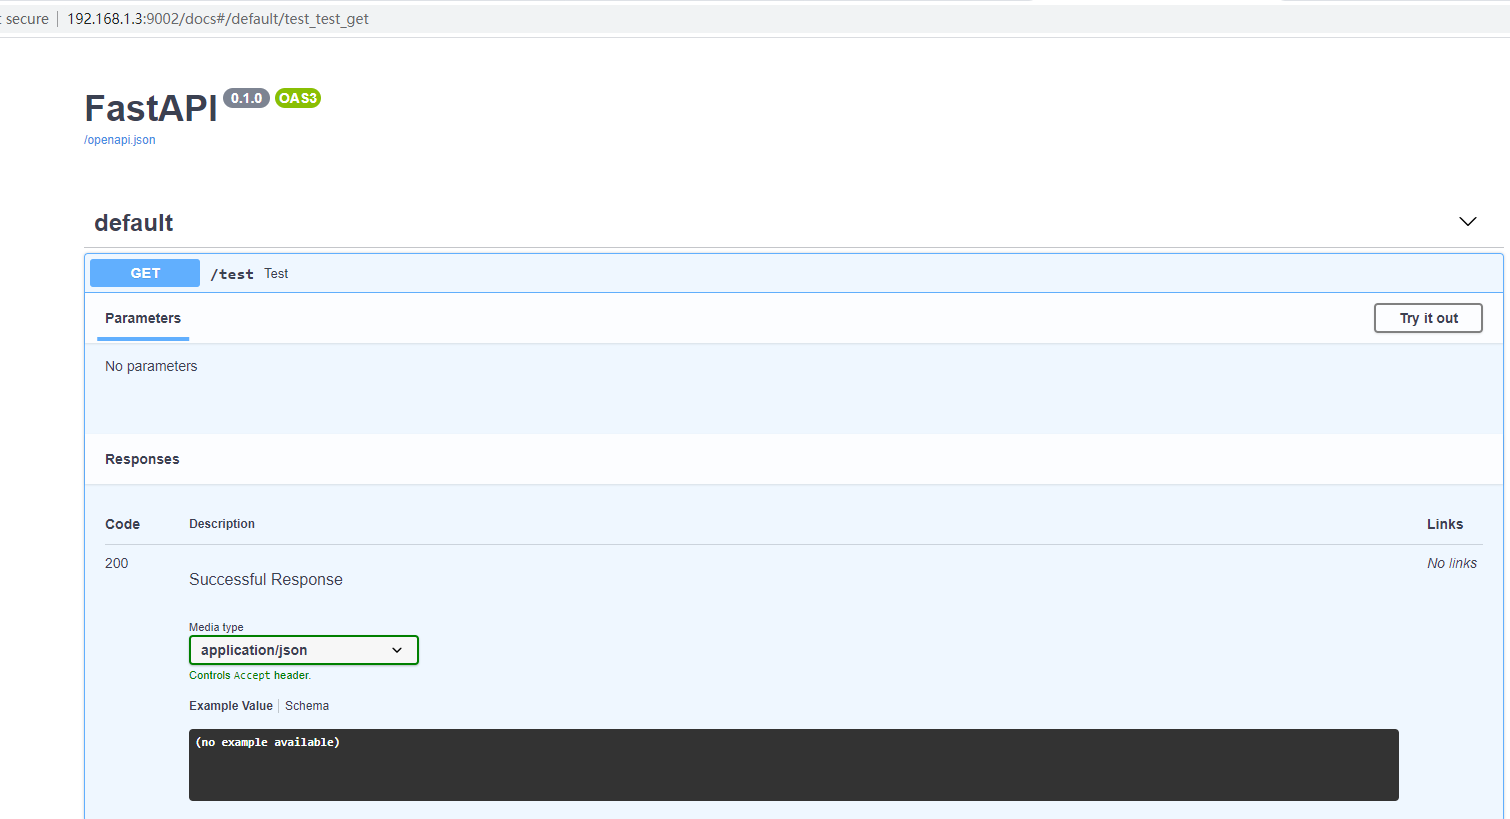 : secure 192.168.1.3:9002/docs#/default/test_test_get
FastAPI 0.1.0 OAS3
/openapi.json
default
GET /test Test
Parameters Try it out
No parameters
Responses
Code Description Links
200 No links
Successful Response
Media type
application/json
Controls Accept header.
Example Value Schema
(no example available)